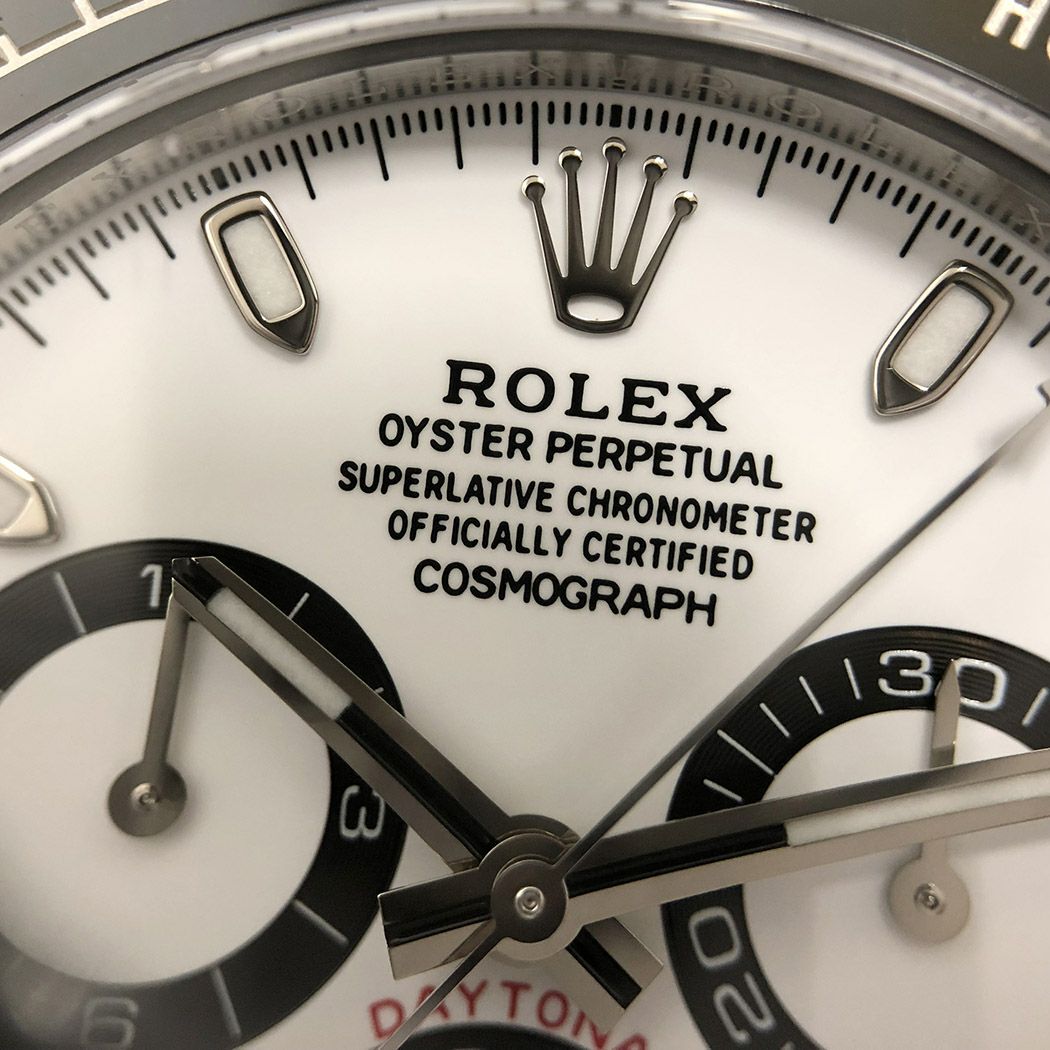 ROLEX
OYSTER PERPETUAL
SUPERLATIVE CHRONOMETER
OFFICIALLY CERTIFIED
COSMOGRAPH
30
3
20
6
DAYTONA